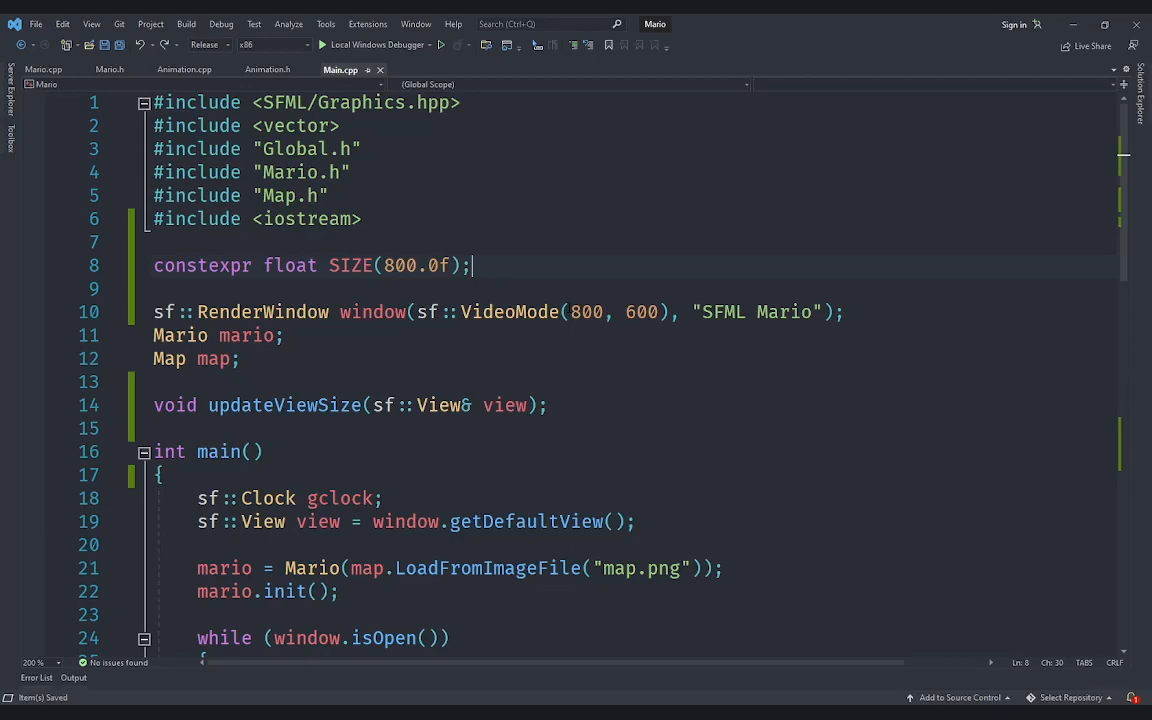 File Edit View Git Project Build Debug Test Analyze Tools Extensions Window Help Search (Ctrl+Q) Mario Sign in
Release x86 Local Windows Debugger Live Share
Mario.cpp Mario.h Animation.cpp Animation.h Main.cpp
Mario (Global Scope)
Server Explorer
Toolbox
Solution Explorer
1 #include <SFML/Graphics.hpp>
2 #include <vector>
3 #include "Global.h"
4 #include "Mario.h"
5 #include "Map.h"
6 #include <iostream>
7
8 constexpr float SIZE(800.0f);
9
10 sf::RenderWindow window(sf::VideoMode(800, 600), "SFML Mario");
11 Mario mario;
12 Map map;
13
14 void updateViewSize(sf::View& view);
15
16 int main()
17 {
18 sf::Clock gclock;
19 sf::View view = window.getDefaultView();
20
21 mario = Mario(map.LoadFromImageFile("map.png"));
22 mario.init();
23
24 while (window.isOpen())
200 % No issues found Ln: 8 Ch: 30 TABS CRLF
Error List Output
Item(s) Saved Add to Source Control Select Repository 1